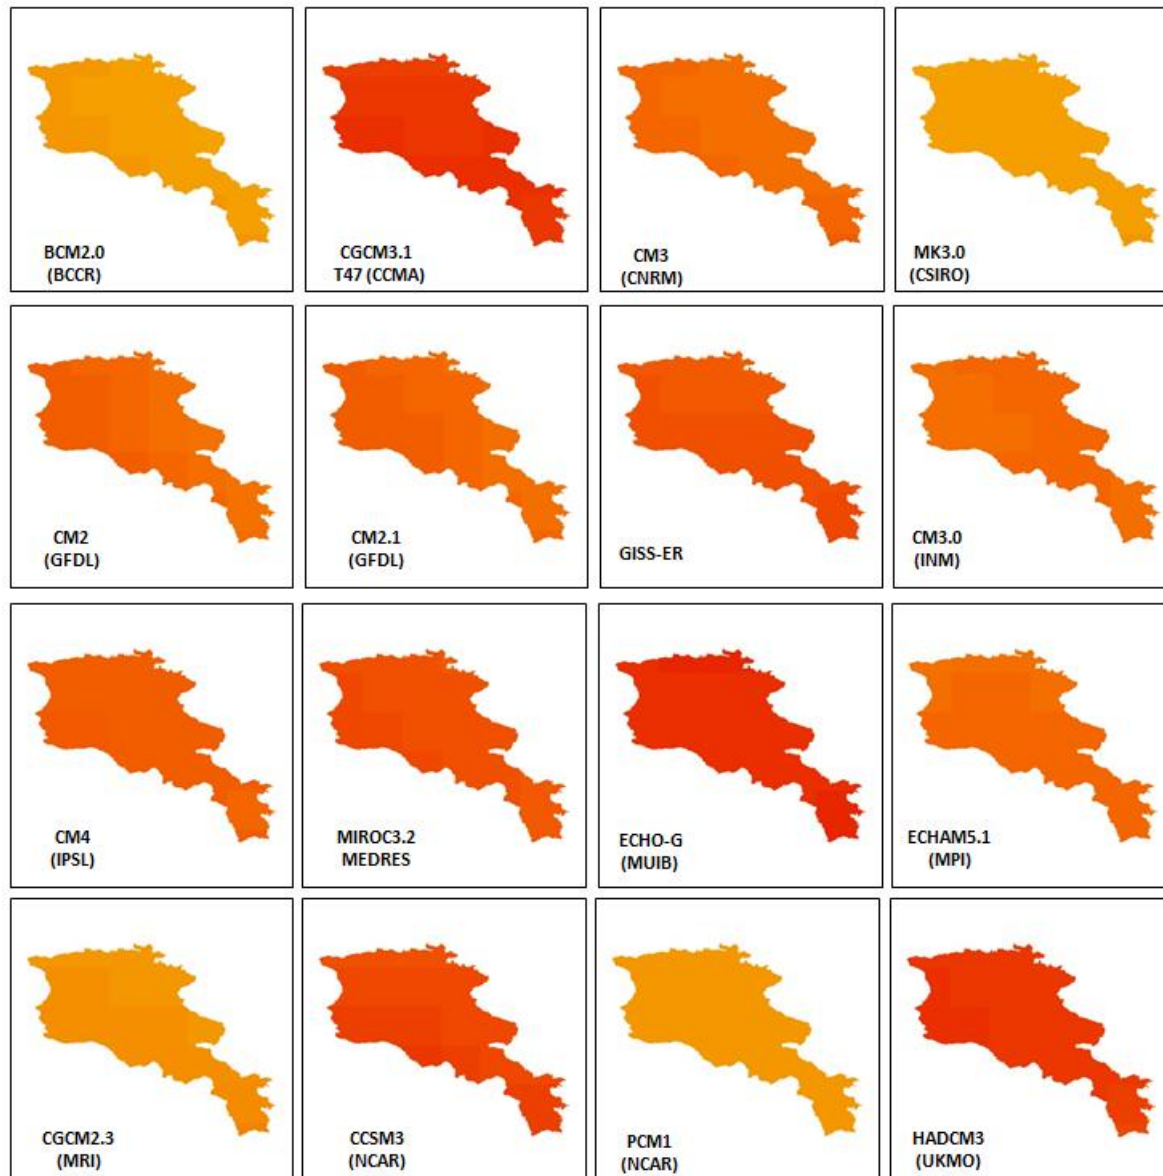 BCM2.0
(BCCR)
CGCM3.1
T47 (CCMA)
CM3
(CNRM)
MK3.0
(CSIRO)
CM2
(GFDL)
CM2.1
(GFDL)
GISS-ER
CM3.0
(INM)
CM4
(IPSL)
MIROC3.2
MEDRES
ECHO-G
(MUIB)
ECHAM5.1
(MPI)
CGCM2.3
(MRI)
CCSM3
(NCAR)
PCM1
(NCAR)
HADCM3
(UKMO)